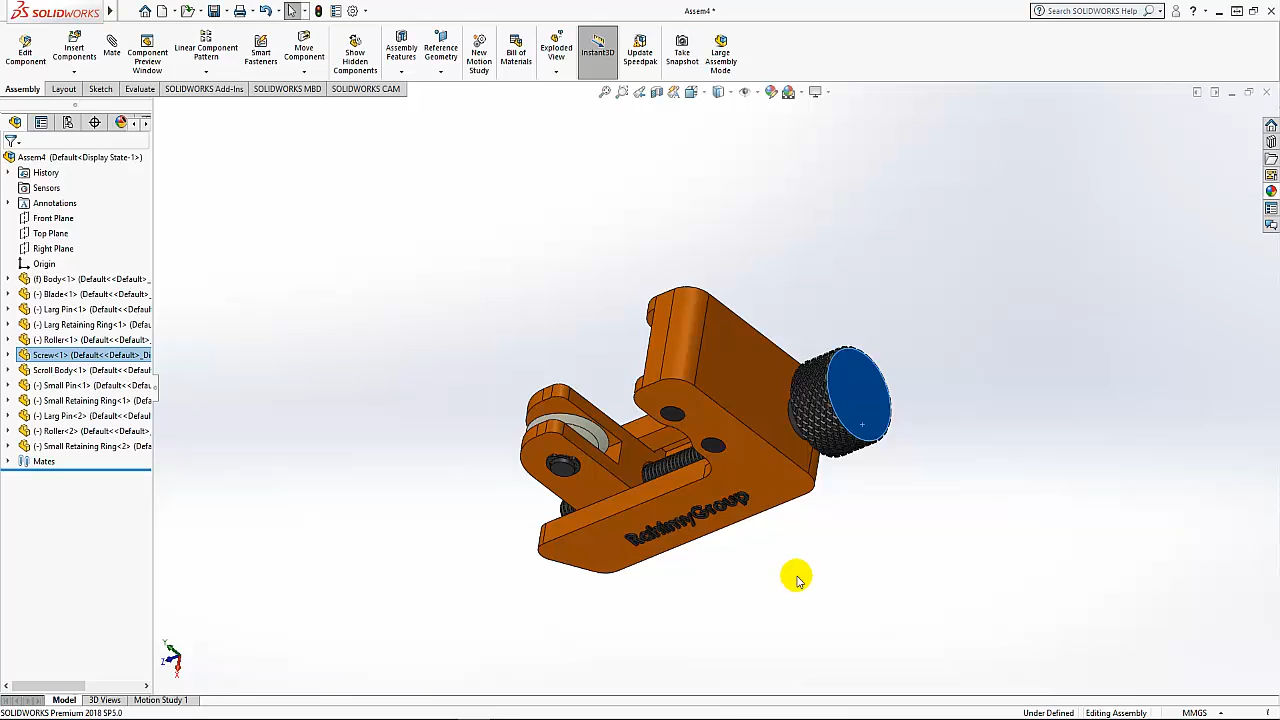 SOLIDWORKS
Assem4 *
Search SOLIDWORKS Help
Edit Component
Insert Components
Mate
Component Preview Window
Linear Component Pattern
Smart Fasteners
Move Component
Show Hidden Components
Assembly Features
Reference Geometry
New Motion Study
Bill of Materials
Exploded View
Instant3D
Update Speedpak
Take Snapshot
Large Assembly Mode
Assembly Layout Sketch Evaluate SOLIDWORKS Add-Ins SOLIDWORKS MBD SOLIDWORKS CAM
Assem4 (Default<Display State-1>)
History
Sensors
Annotations
Front Plane
Top Plane
Right Plane
Origin
(f) Body<1> (Default<<Default>_
(-) Blade<1> (Default<<Default>_
(-) Larg Pin<1> (Default<<Defaul
(-) Larg Retaining Ring<1> (Defau
(-) Roller<1> (Default<<Default>_
Screw<1> (Default<<Default>_Di
Scroll Body<1> (Default<<Default
(-) Small Pin<1> (Default<<Defau
(-) Small Retaining Ring<1> (Defa
(-) Larg Pin<2> (Default<<Defaul
(-) Roller<2> (Default<<Default>_
(-) Small Retaining Ring<2> (Defa
Mates
Y
Z
X
Model 3D Views Motion Study 1
SOLIDWORKS Premium 2018 SP5.0
Under Defined Editing Assembly MMGS